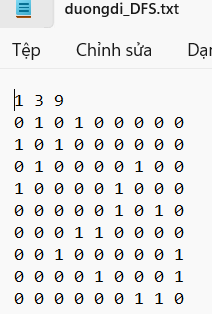 duongdi_DFS.txt
Tệp Chỉnh sửa
1 3 9
0 1 0 1 0 0 0 0 0
1 0 1 0 0 0 0 0 0
0 1 0 0 0 0 1 0 0
1 0 0 0 0 1 0 0 0
0 0 0 0 0 1 0 1 0
0 0 0 1 1 0 0 0 0
0 0 1 0 0 0 0 0 1
0 0 0 0 1 0 0 0 1
0 0 0 0 0 0 1 1 0